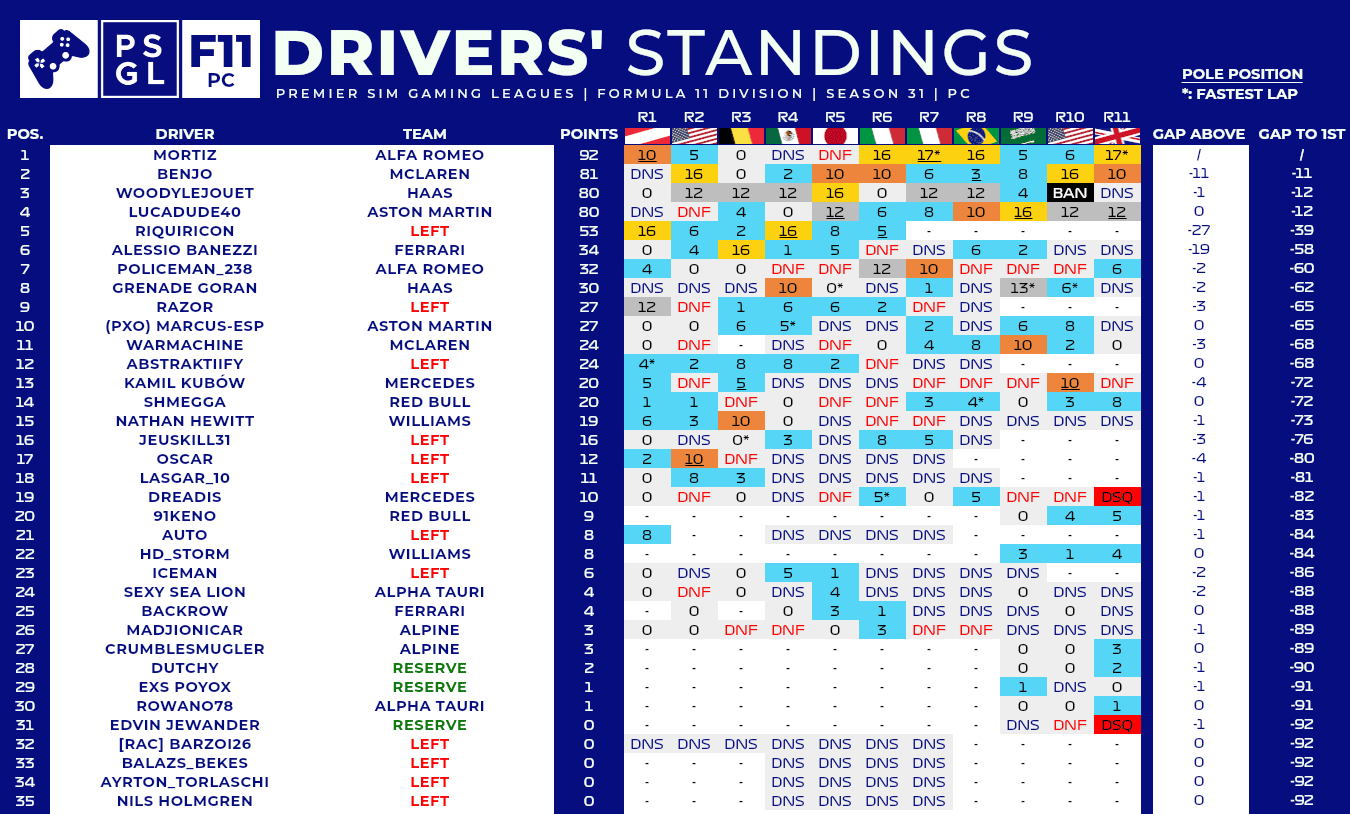 PS GL F11 PC DRIVERS' STANDINGS
PREMIER SIM GAMING LEAGUES | FORMULA 11 DIVISION | SEASON 31 | PC
POLE POSITION
*: FASTEST LAP
R1 R2 R3 R4 R5 R6 R7 R8 R9 R10 R11
POS. DRIVER TEAM POINTS GAP ABOVE GAP TO 1ST
1 MORTIZ ALFA ROMEO 92 10 5 0 DNS DNF 16 17* 16 5 6 17* / /
2 BENJO MCLAREN 81 DNS 16 0 2 10 10 6 3 8 16 10 -11 -11
3 WOODYLEJOUET HAAS 80 0 12 12 12 16 0 12 12 4 BAN DNS -1 -12
4 LUCADUDE40 ASTON MARTIN 80 DNS DNF 4 0 12 6 8 10 16 12 12 0 -12
5 RIQUIRICON LEFT 53 16 6 2 16 8 5 - - - - - -27 -39
6 ALESSIO BANEZZI FERRARI 34 0 4 16 1 5 DNF DNS 6 2 DNS DNS -19 -58
7 POLICEMAN_238 ALFA ROMEO 32 4 0 0 DNF DNF 12 10 DNF DNF DNF 6 -2 -60
8 GRENADE GORAN HAAS 30 DNS DNS DNS 10 0* DNS 1 DNS 13* 6* DNS -2 -62
9 RAZOR LEFT 27 12 DNF 1 6 6 2 DNF DNS - - - -3 -65
10 (PXO) MARCUS-ESP ASTON MARTIN 27 0 0 6 5* DNS DNS 2 DNS 6 8 DNS 0 -65
11 WARMACHINE MCLAREN 24 0 DNF - DNS DNF 0 4 8 10 2 0 -3 -68
12 ABSTRAKTIIFY LEFT 24 4* 2 8 8 2 DNF DNS DNS - - - 0 -68
13 KAMIL KUBÓW MERCEDES 20 5 DNF 5 DNS DNS DNS DNF DNF DNF 10 DNF -4 -72
14 SHMEGGA RED BULL 20 1 1 DNF 0 DNF DNF 3 4* 0 3 8 0 -72
15 NATHAN HEWITT WILLIAMS 19 6 3 10 0 DNS DNF DNF DNS DNS DNS DNS -1 -73
16 JEUSKILL31 LEFT 16 0 DNS 0* 3 DNS 8 5 DNS - - - -3 -76
17 OSCAR LEFT 12 2 10 DNF DNS DNS DNS DNS - - - - -4 -80
18 LASGAR_10 LEFT 11 0 8 3 DNS DNS DNS DNS DNS - - - -1 -81
19 DREADIS MERCEDES 10 0 DNF 0 DNS DNF 5* 0 5 DNF DNF DSQ -1 -82
20 91KENO RED BULL 9 - - - - - - - - 0 4 5 -1 -83
21 AUTO LEFT 8 8 - - DNS DNS DNS DNS - - - - -1 -84
22 HD_STORM WILLIAMS 8 - - - - - - - - 3 1 4 0 -84
23 ICEMAN LEFT 6 0 DNS 0 5 1 DNS DNS DNS DNS - - -2 -86
24 SEXY SEA LION ALPHA TAURI 4 0 DNF 0 DNS 4 DNS DNS DNS 0 DNS DNS -2 -88
25 BACKROW FERRARI 4 - 0 - 0 3 1 DNS DNS DNS 0 DNS 0 -88
26 MADJIONICAR ALPINE 3 0 0 DNF DNF 0 3 DNF DNF DNS DNS DNS -1 -89
27 CRUMBLESMUGLER ALPINE 3 - - - - - - - - 0 0 3 0 -89
28 DUTCHY RESERVE 2 - - - - - - - - 0 0 2 -1 -90
29 EXS POYOX RESERVE 1 - - - - - - - - 1 DNS 0 -1 -91
30 ROWANO78 ALPHA TAURI 1 - - - - - - - - 0 0 1 0 -91
31 EDVIN JEWANDER RESERVE 0 - - - - - - - - DNS DNF DSQ -1 -92
32 [RAC] BARZOI26 LEFT 0 DNS DNS DNS DNS DNS DNS DNS - - - - 0 -92
33 BALAZS_BEKES LEFT 0 - - - DNS DNS DNS DNS - - - - 0 -92
34 AYRTON_TORLASCHI LEFT 0 - - - DNS DNS DNS DNS - - - - 0 -92
35 NILS HOLMGREN LEFT 0 - - - DNS DNS DNS DNS - - - - 0 -92